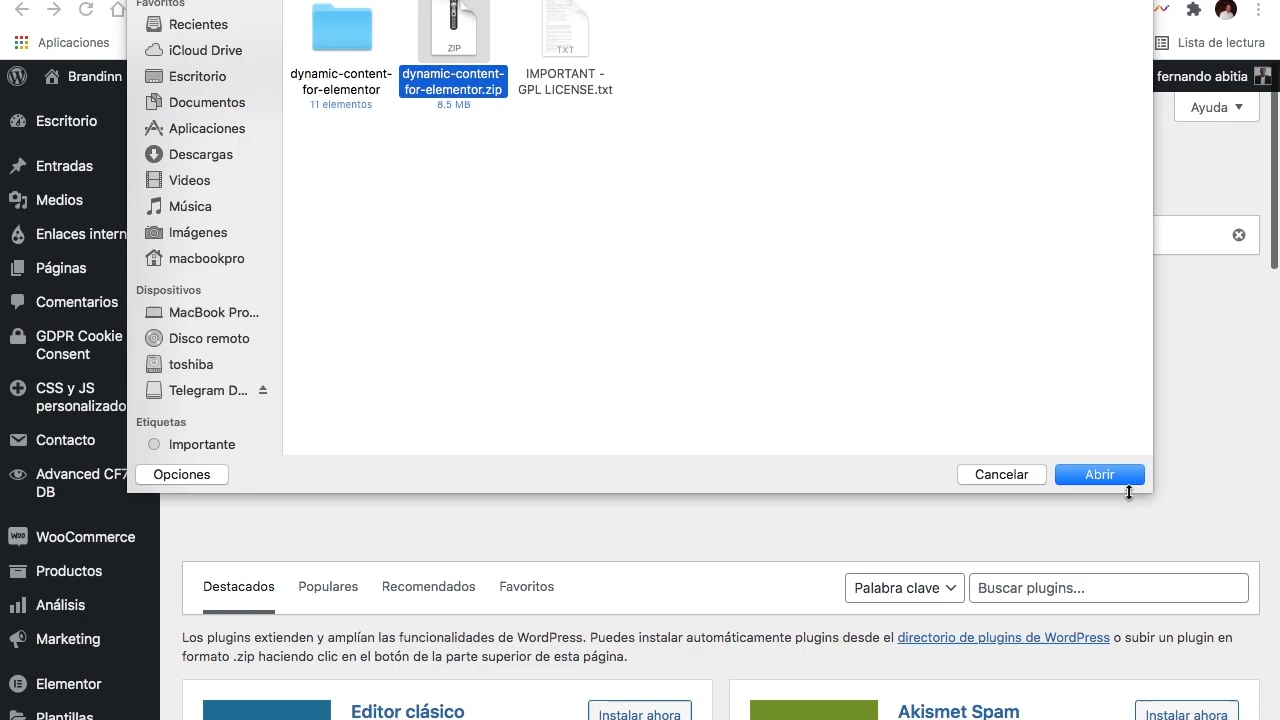 Favoritos
Recientes
iCloud Drive
Escritorio
Documentos
Aplicaciones
Descargas
Videos
Música
Imágenes
macbookpro
Dispositivos
MacBook Pro...
Disco remoto
toshiba
Telegram D...
Etiquetas
Importante
Opciones
ZIP
TXT
dynamic-content-
for-elementor
11 elementos
dynamic-content-
for-elementor.zip
8.5 MB
IMPORTANT -
GPL LICENSE.txt
Cancelar
Abrir
Aplicaciones
Lista de lectura
Brandinn
fernando abitia
Ayuda
Escritorio
Entradas
Medios
Enlaces intern
Páginas
Comentarios
GDPR Cookie
Consent
CSS y JS
personalizado
Contacto
Advanced CF7
DB
Woo
WooCommerce
Productos
Análisis
Marketing
Elementor
Plantillas
Destacados
Populares
Recomendados
Favoritos
Palabra clave
Buscar plugins...
Los plugins extienden y amplían las funcionalidades de WordPress. Puedes instalar automáticamente plugins desde el directorio de plugins de WordPress o subir un plugin en
formato .zip haciendo clic en el botón de la parte superior de esta página.
Editor clásico
Instalar ahora
Akismet Spam
Instalar ahora